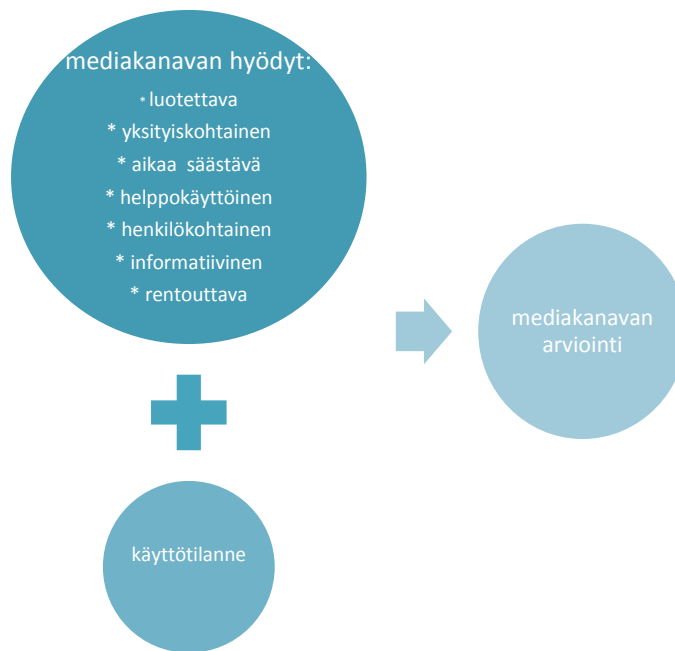 mediakanavan hyödyt:
* luotettava
* yksityiskohtainen
* aikaa säästävä
* helppokäyttöinen
* henkilökohtainen
* informatiivinen
* rentouttava
mediakanavan
arviointi
käyttötilanne